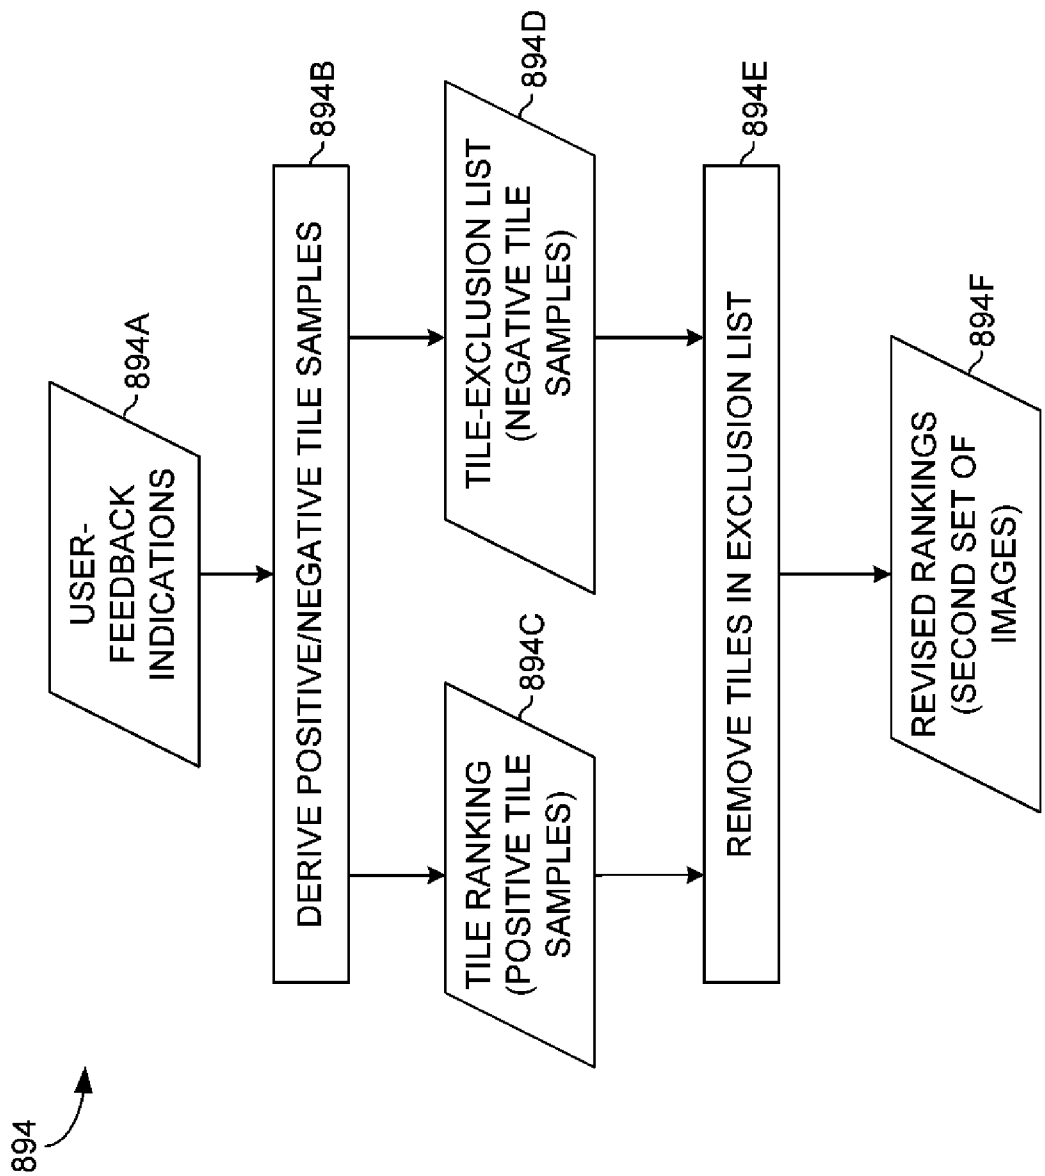 894
USER-
FEEDBACK
INDICATIONS
894A
DERIVE POSITIVE/NEGATIVE TILE SAMPLES
894B
TILE RANKING
(POSITIVE TILE
SAMPLES)
894C
TILE-EXCLUSION LIST
(NEGATIVE TILE
SAMPLES)
894D
REMOVE TILES IN EXCLUSION LIST
894E
REVISED RANKINGS
(SECOND SET OF
IMAGES)
894F